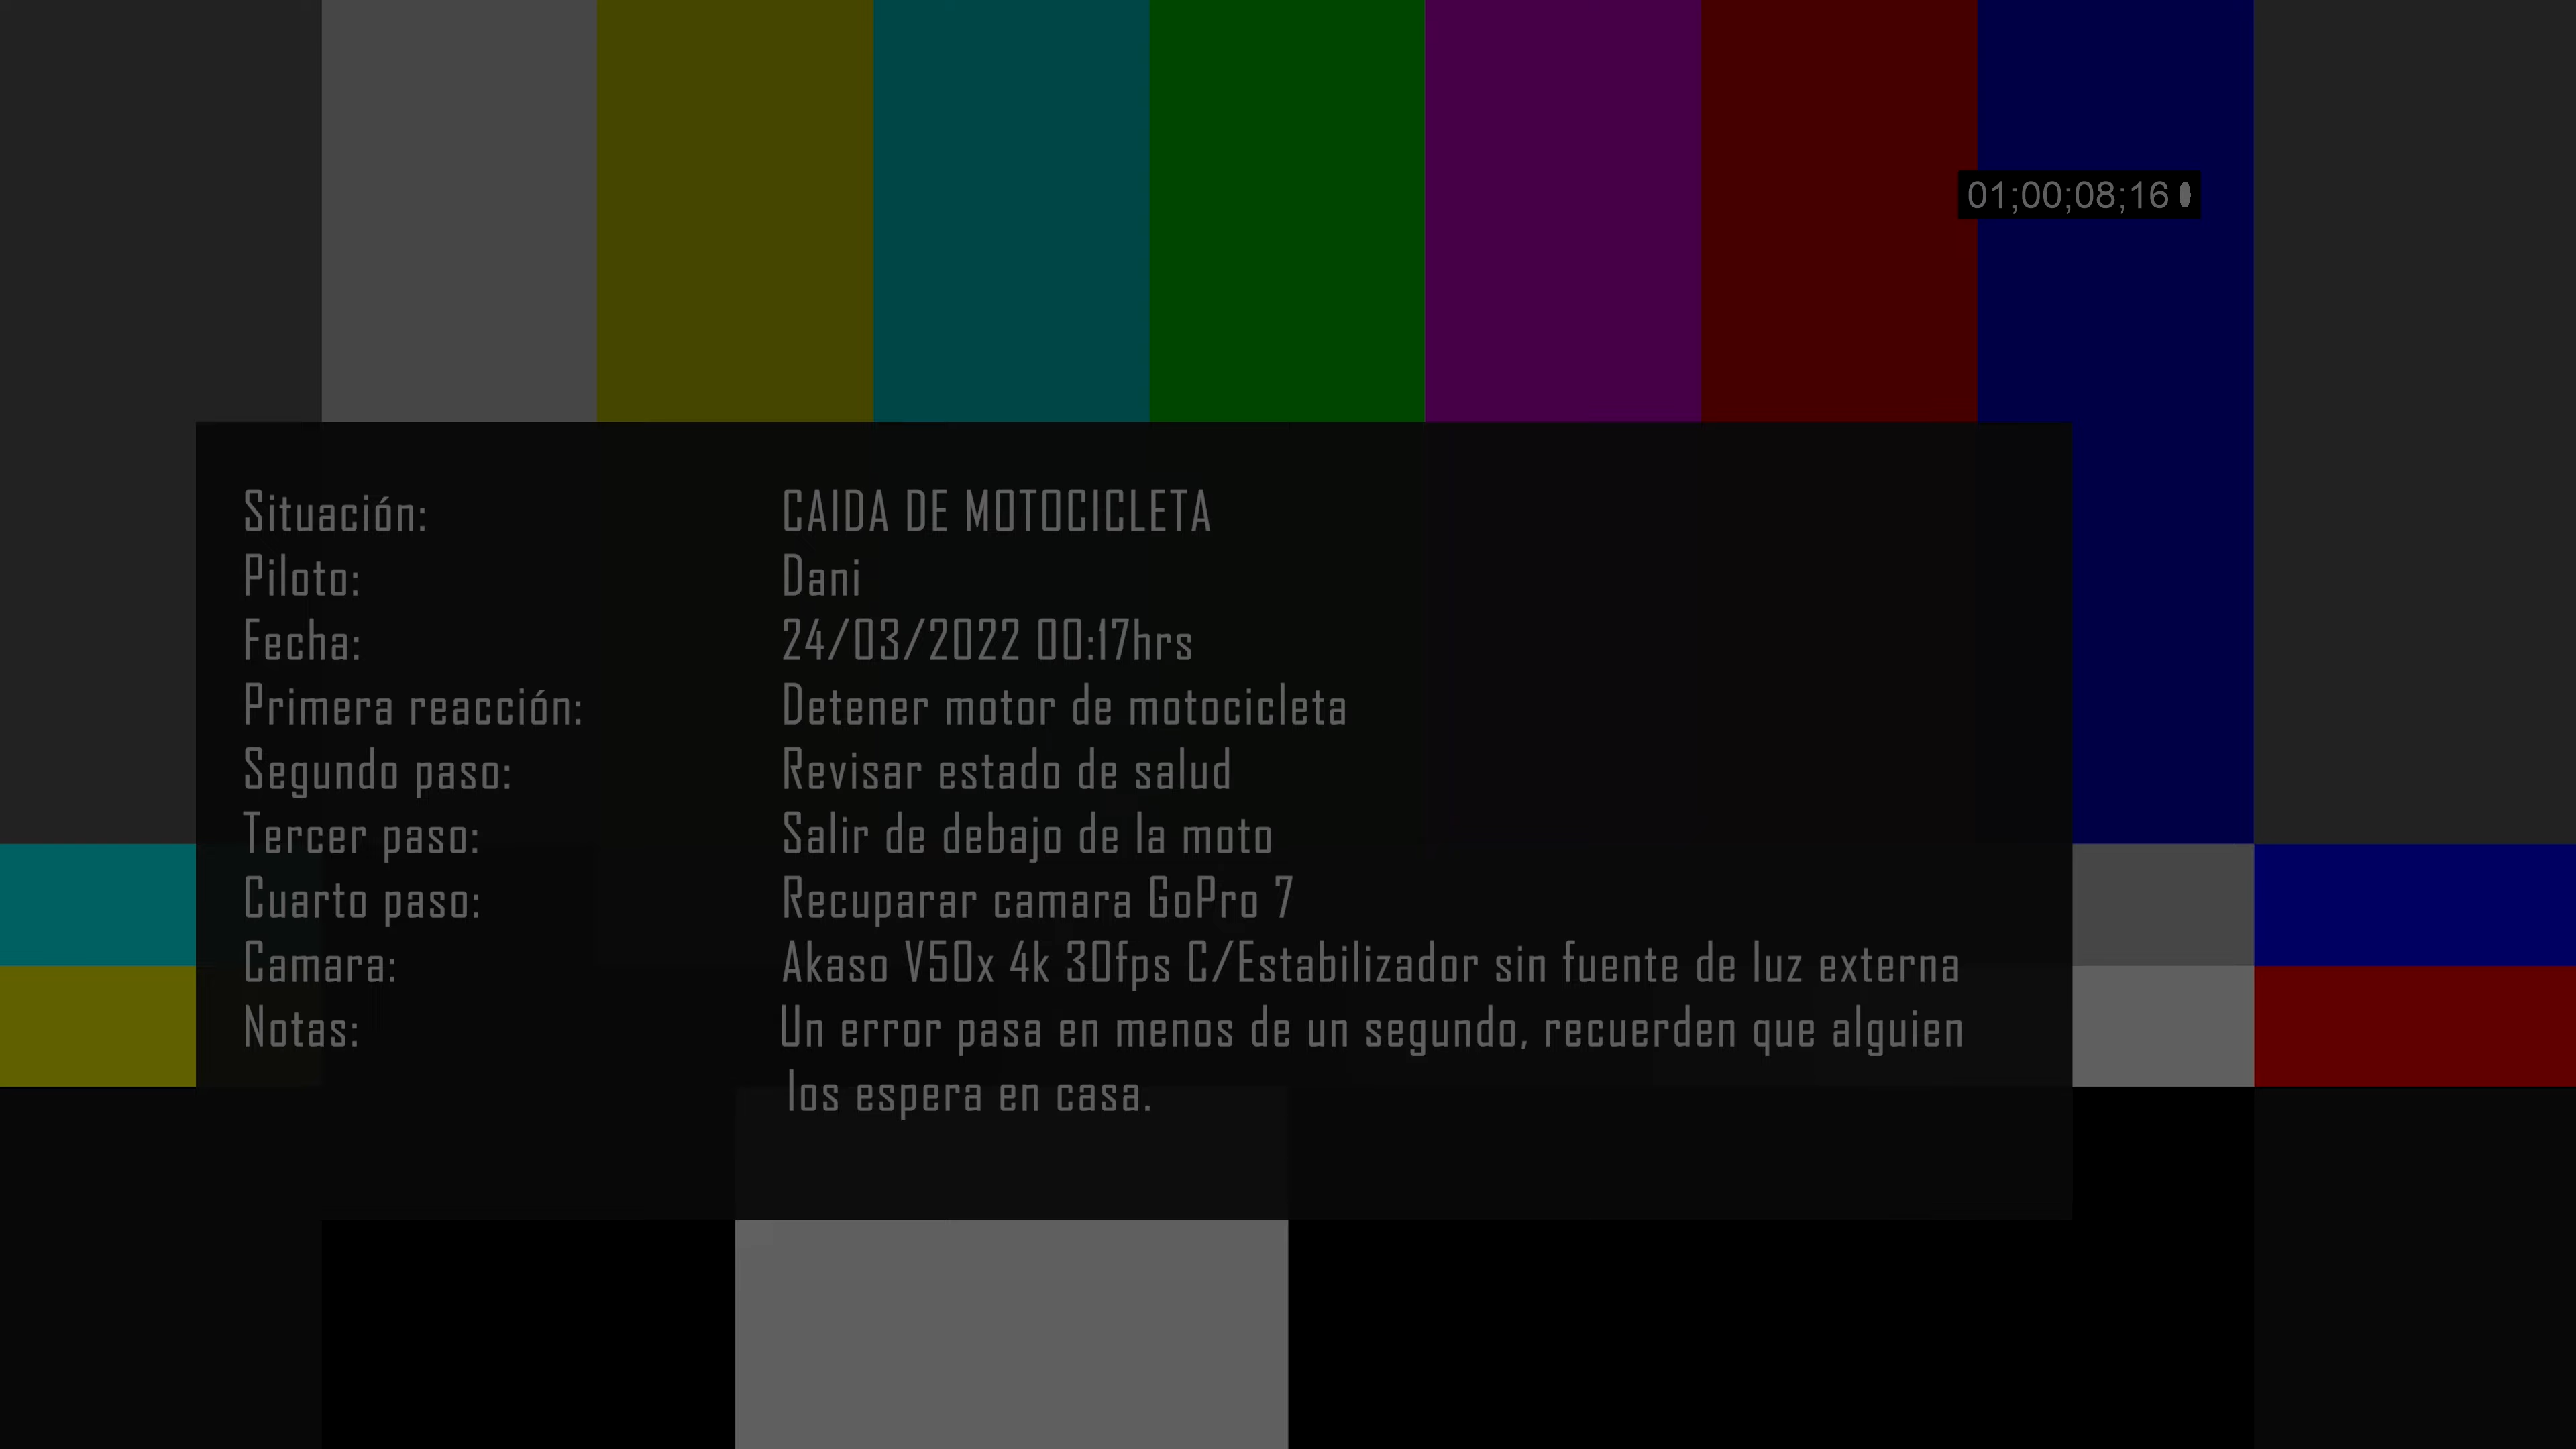 01;00;08;16
Situación: CAIDA DE MOTOCICLETA
Piloto: Dani
Fecha: 24/03/2022 00:17hrs
Primera reacción: Detener motor de motocicleta
Segundo paso: Revisar estado de salud
Tercer paso: Salir de debajo de la moto
Cuarto paso: Recuparar camara GoPro 7
Camara: Akaso V50x 4k 30fps C/Estabilizador sin fuente de luz externa
Notas: Un error pasa en menos de un segundo, recuerden que alguien
los espera en casa.